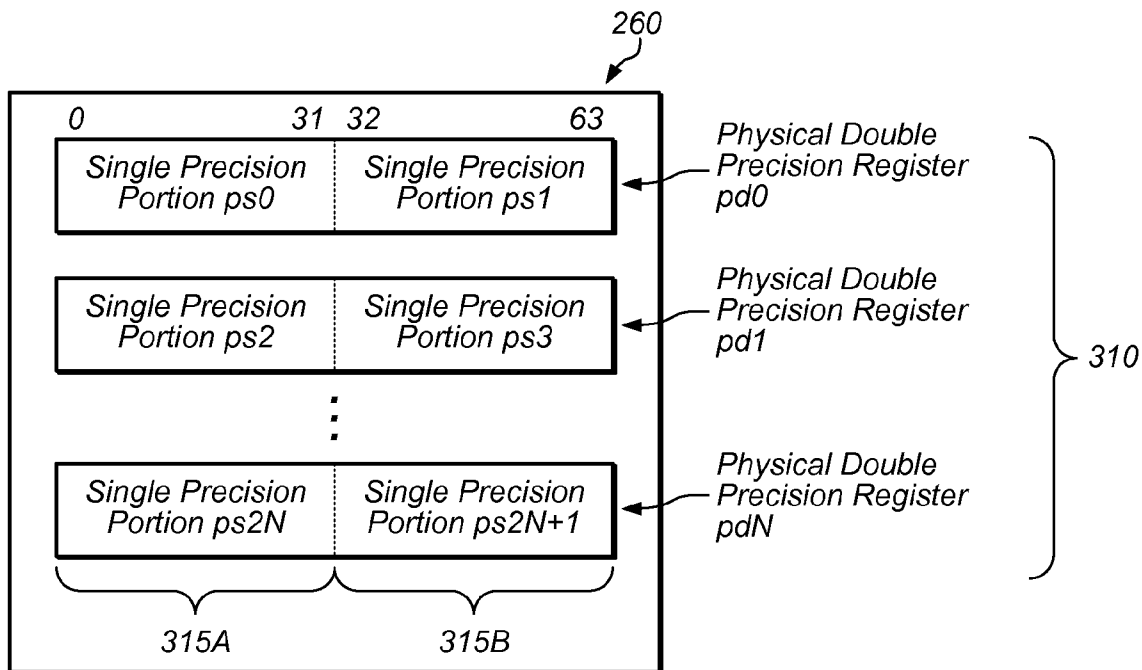 260
0 31 32 63
Single Precision
Portion ps0
Single Precision
Portion ps1
Physical Double
Precision Register
pd0
Single Precision
Portion ps2
Single Precision
Portion ps3
Physical Double
Precision Register
pd1
310
Single Precision
Portion ps2N
Single Precision
Portion ps2N+1
Physical Double
Precision Register
pdN
315A
315B